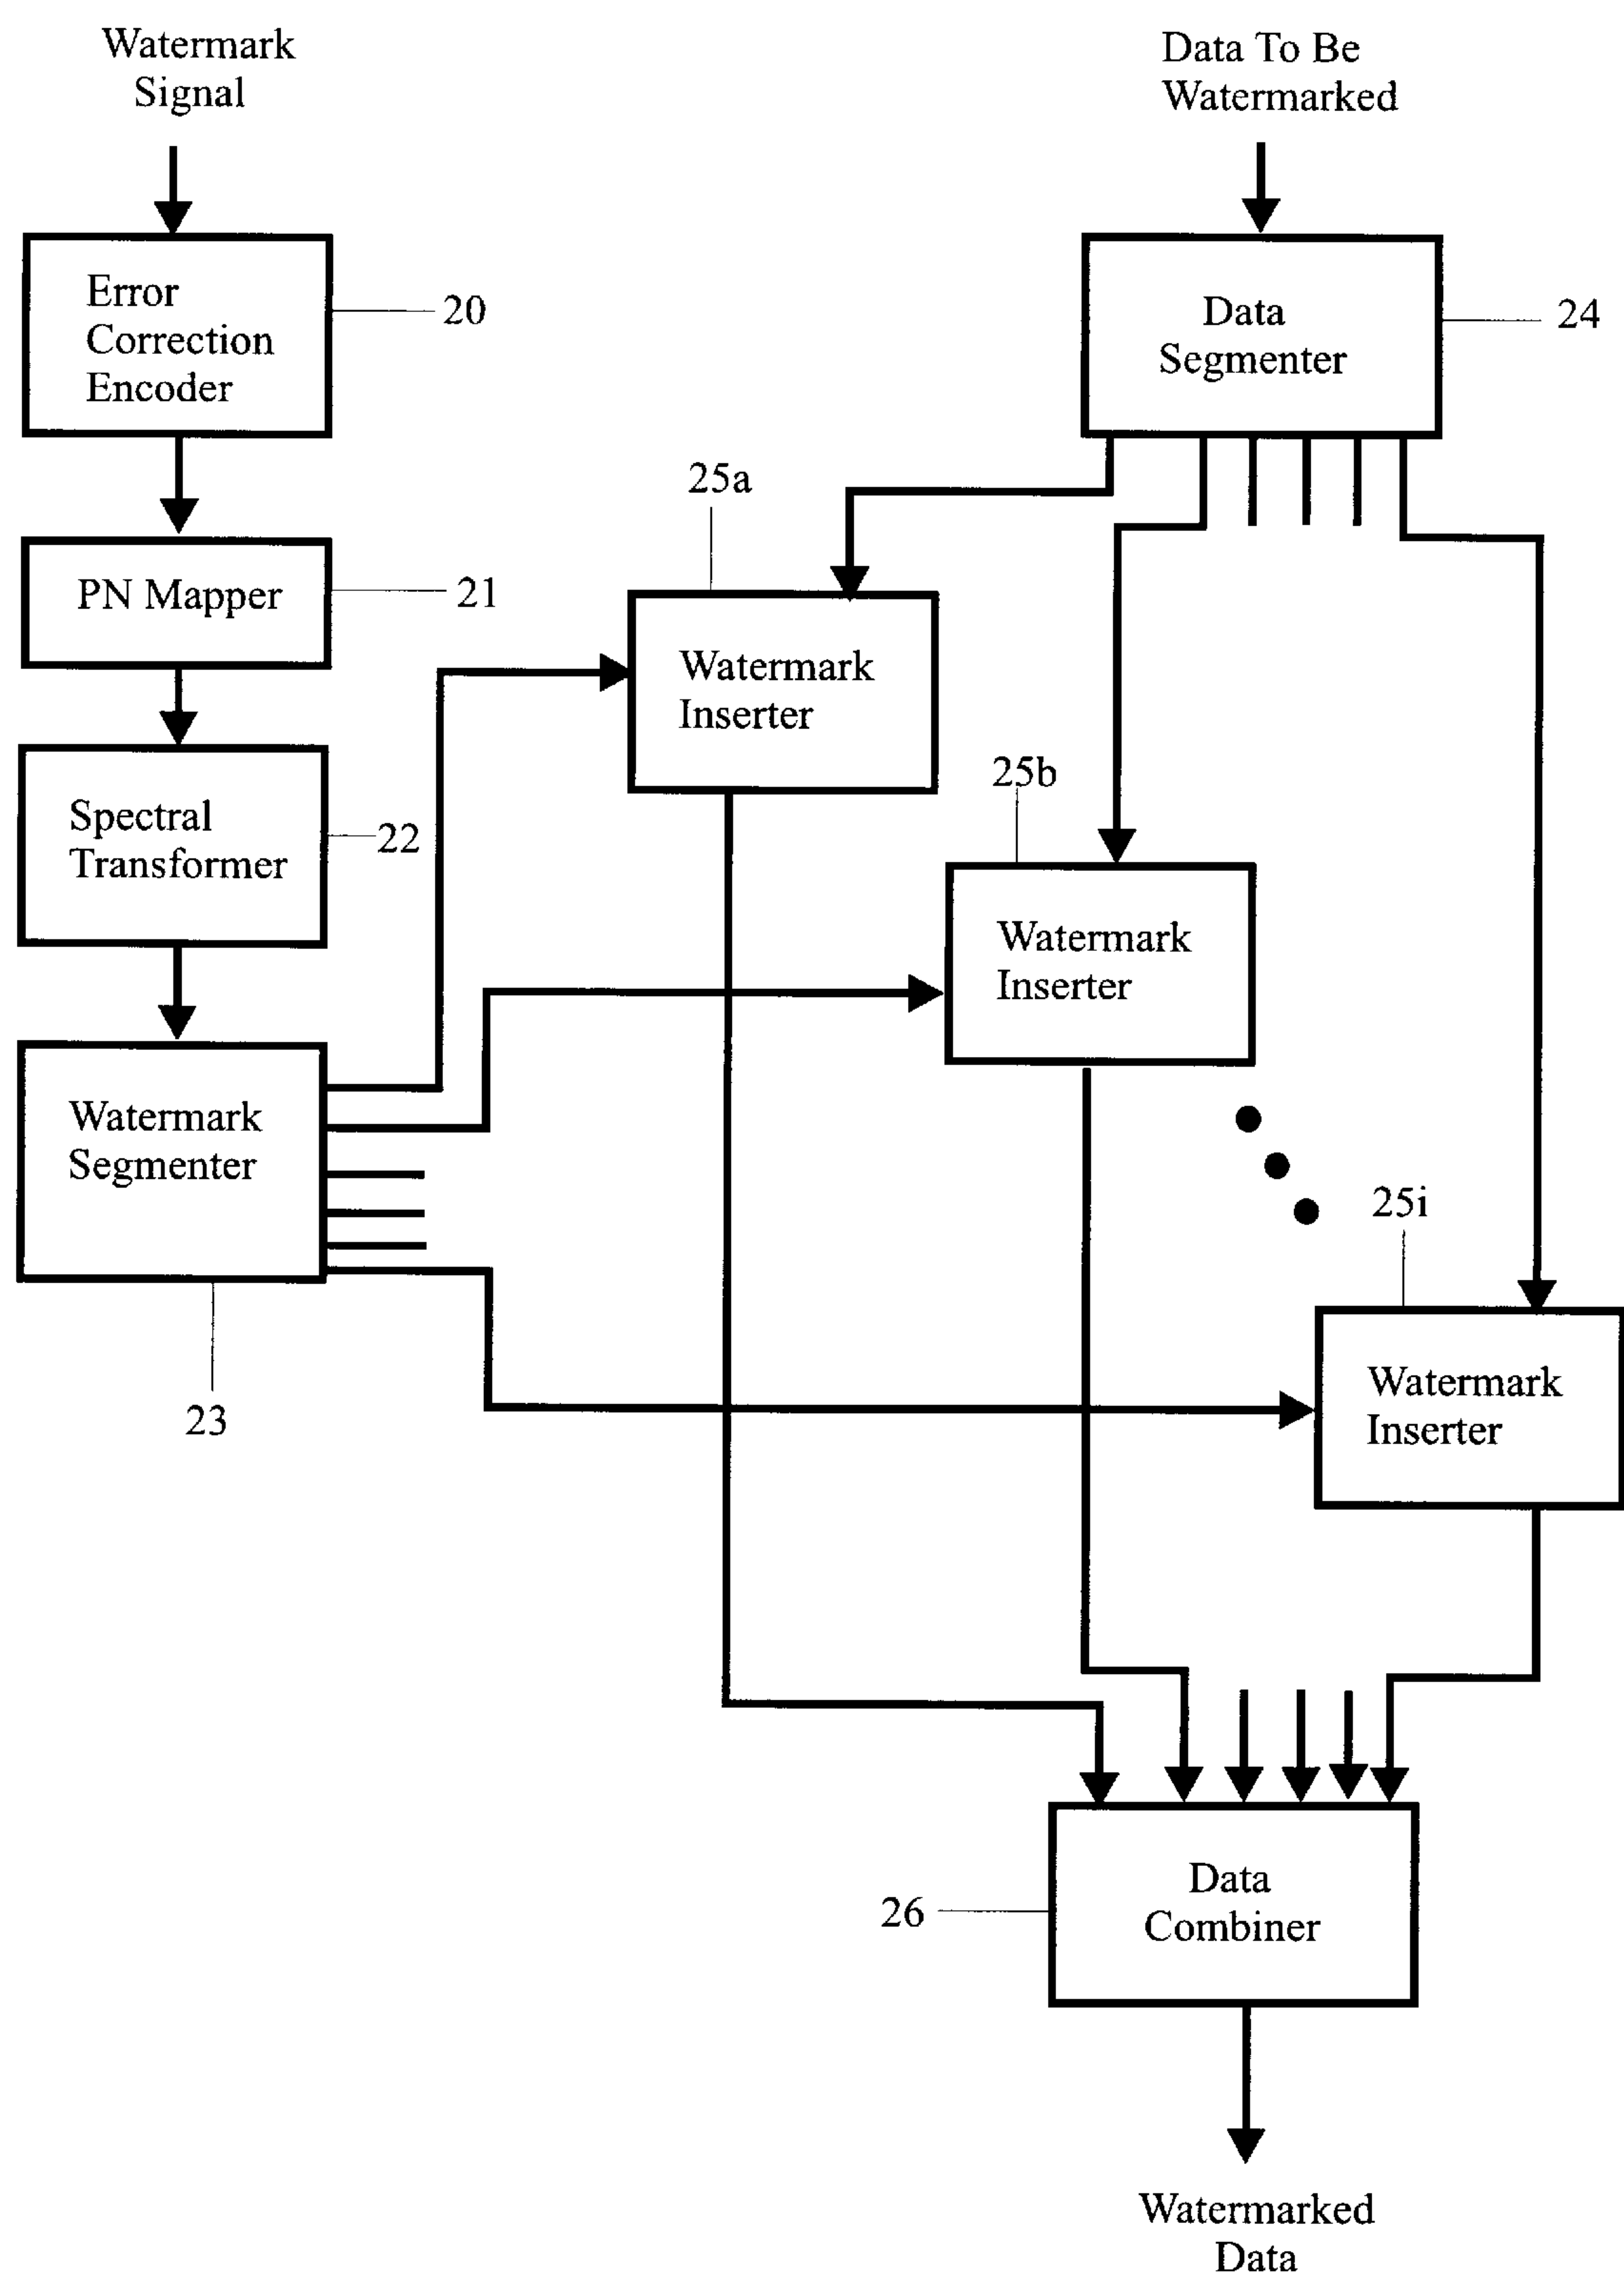 Watermark
Signal
Data To Be
Watermarked
Error
Correction
Encoder
20
Data
Segmenter
24
25a
PN Mapper
21
Watermark
Inserter
25b
Spectral
Transformer
22
Watermark
Inserter
Watermark
Segmenter
25i
23
Watermark
Inserter
26
Data
Combiner
Watermarked
Data